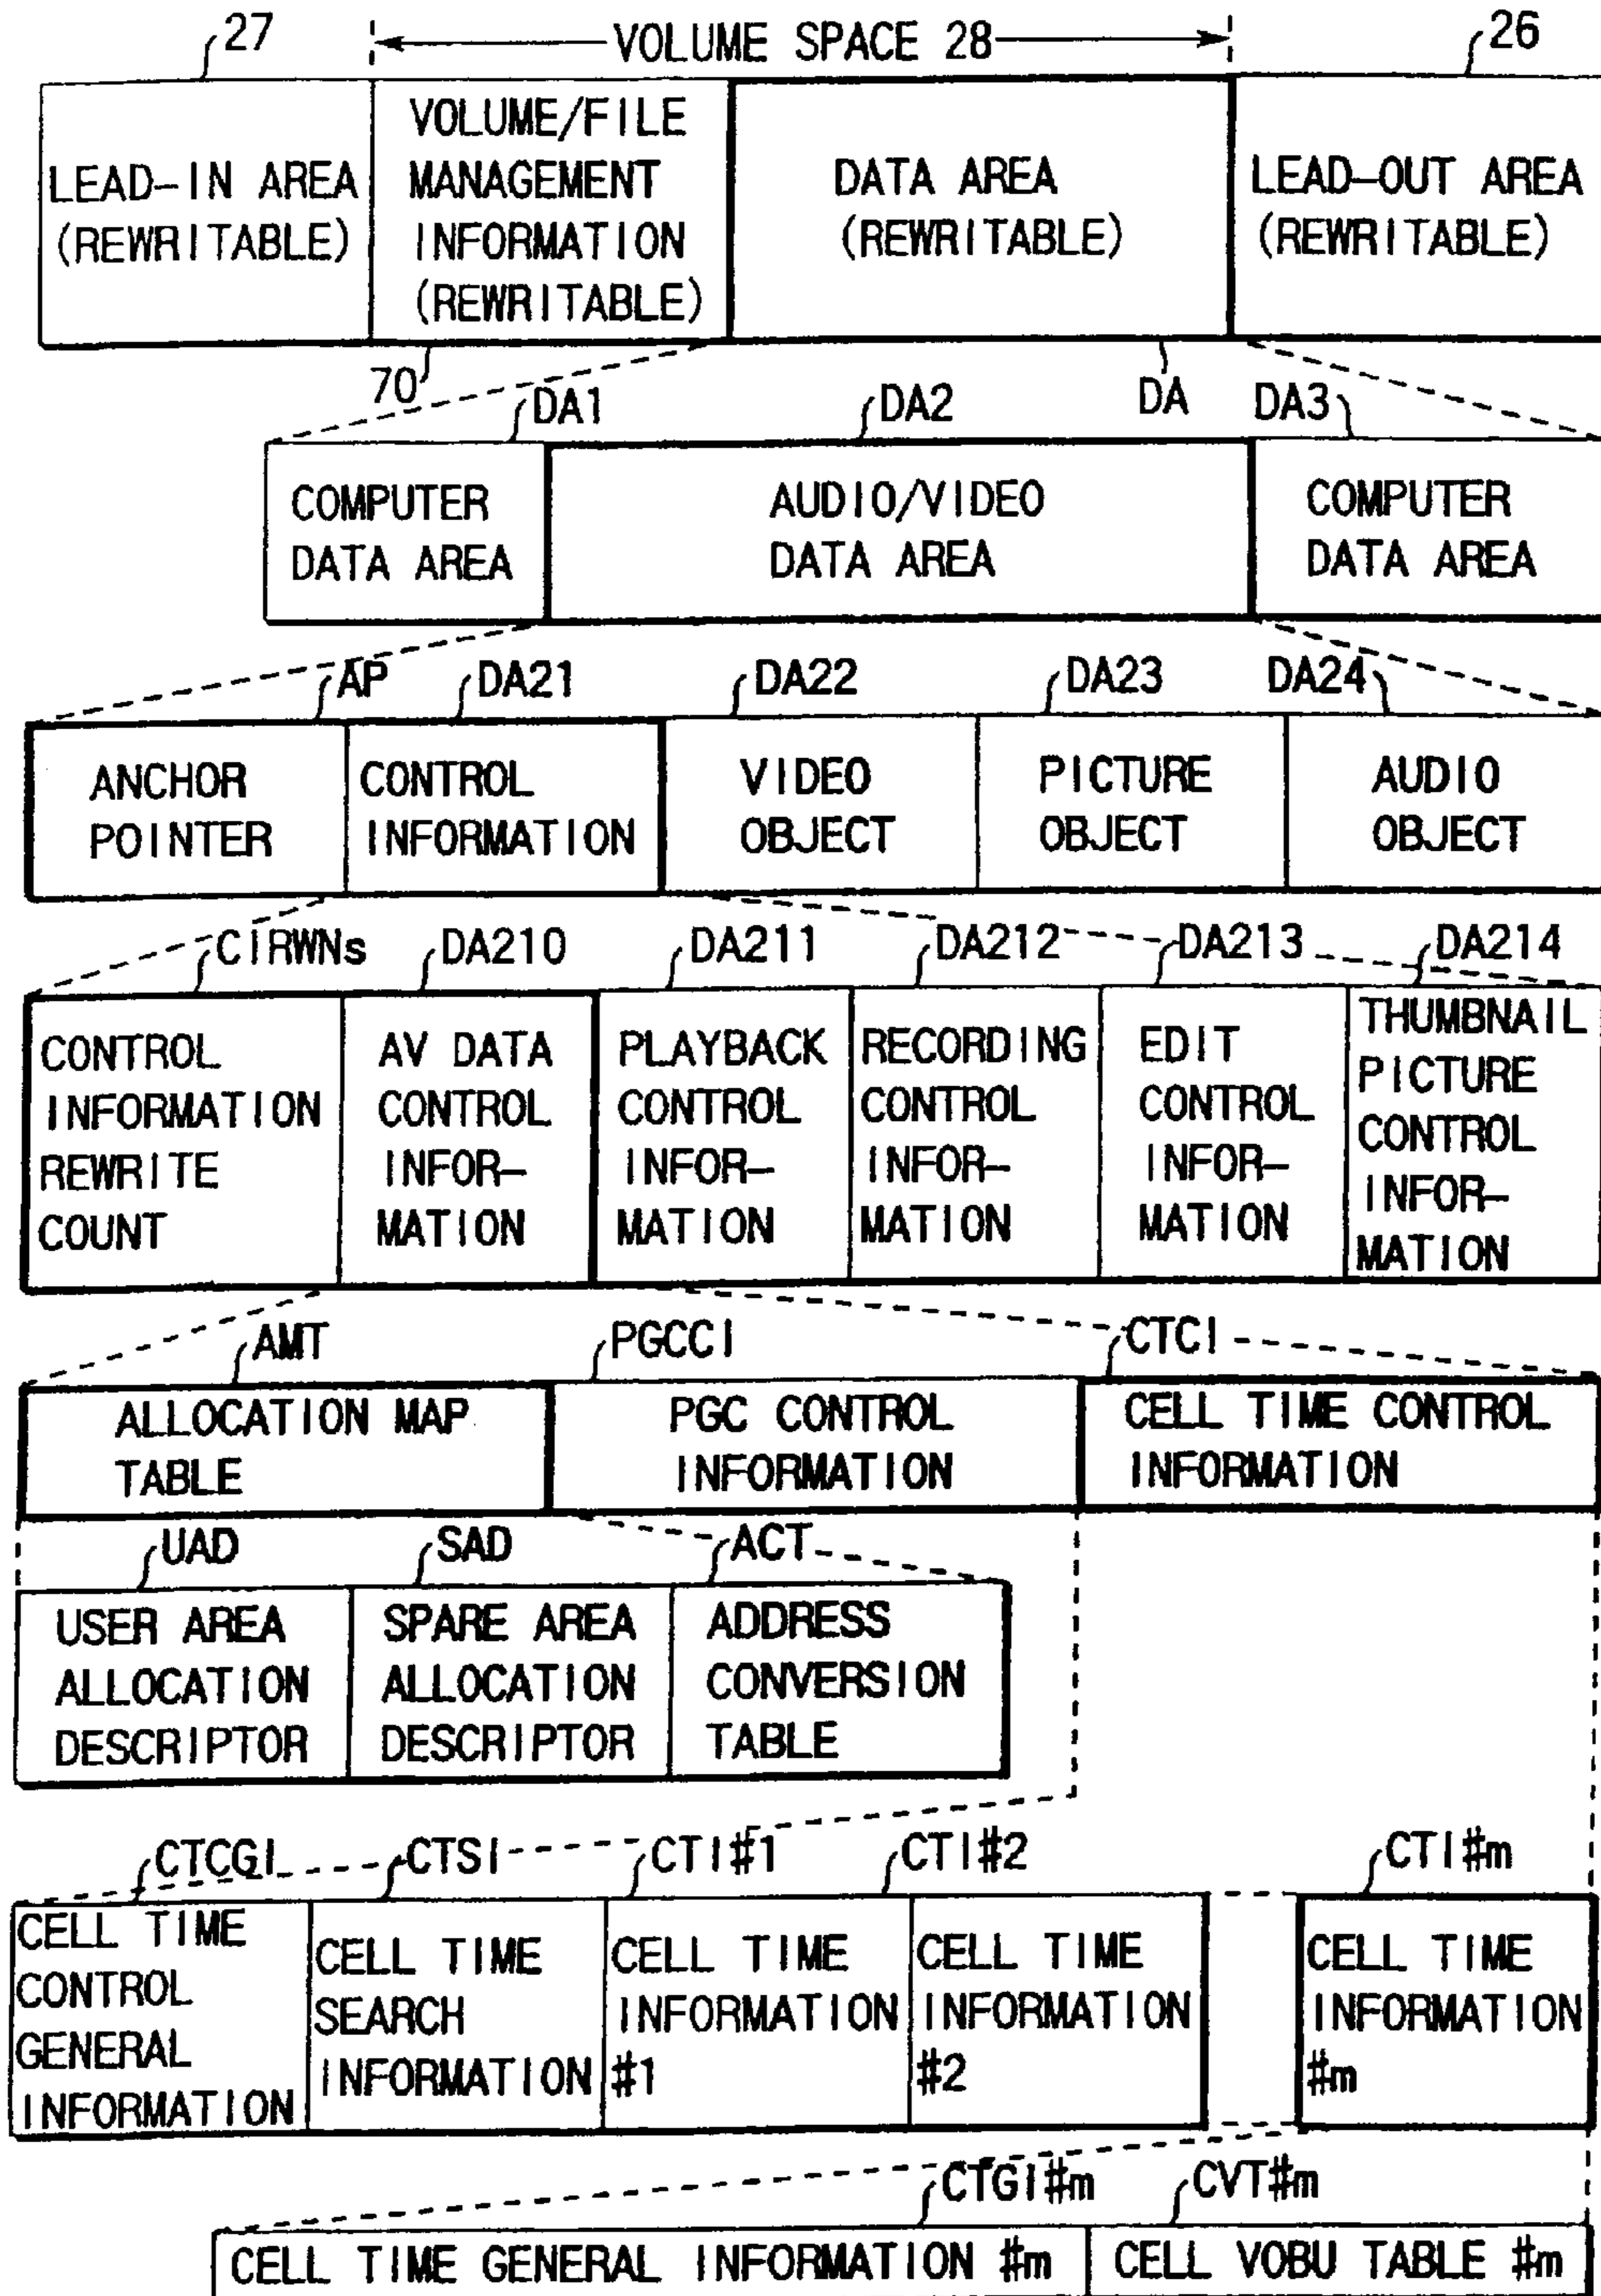 27
VOLUME SPACE 28
26
LEAD-IN AREA
(REWRITABLE)
VOLUME/FILE
MANAGEMENT
INFORMATION
(REWRITABLE)
DATA AREA
(REWRITABLE)
LEAD-OUT AREA
(REWRITABLE)
70
DA
DA1
DA2
DA3
COMPUTER
DATA AREA
AUDIO/VIDEO
DATA AREA
COMPUTER
DATA AREA
AP
DA21
DA22
DA23
DA24
ANCHOR
POINTER
CONTROL
INFORMATION
VIDEO
OBJECT
PICTURE
OBJECT
AUDIO
OBJECT
CIRWNs
DA210
DA211
DA212
DA213
DA214
CONTROL
INFORMATION
REWRITE
COUNT
AV DATA
CONTROL
INFOR-
MATION
PLAYBACK
CONTROL
INFOR-
MATION
RECORDING
CONTROL
INFOR-
MATION
EDIT
CONTROL
INFOR-
MATION
THUMBNAIL
PICTURE
CONTROL
INFOR-
MATION
AMT
PGCCI
CTCI
ALLOCATION MAP
TABLE
PGC CONTROL
INFORMATION
CELL TIME CONTROL
INFORMATION
UAD
SAD
ACT
USER AREA
ALLOCATION
DESCRIPTOR
SPARE AREA
ALLOCATION
DESCRIPTOR
ADDRESS
CONVERSION
TABLE
CTCGI
CTSI
CTI#1
CTI#2
CTI#m
CELL TIME
CONTROL
GENERAL
INFORMATION
CELL TIME
SEARCH
INFORMATION
CELL TIME
INFORMATION
#1
CELL TIME
INFORMATION
#2
CELL TIME
INFORMATION
#m
CTGI#m
CVT#m
CELL TIME GENERAL INFORMATION #m
CELL VOBU TABLE #m